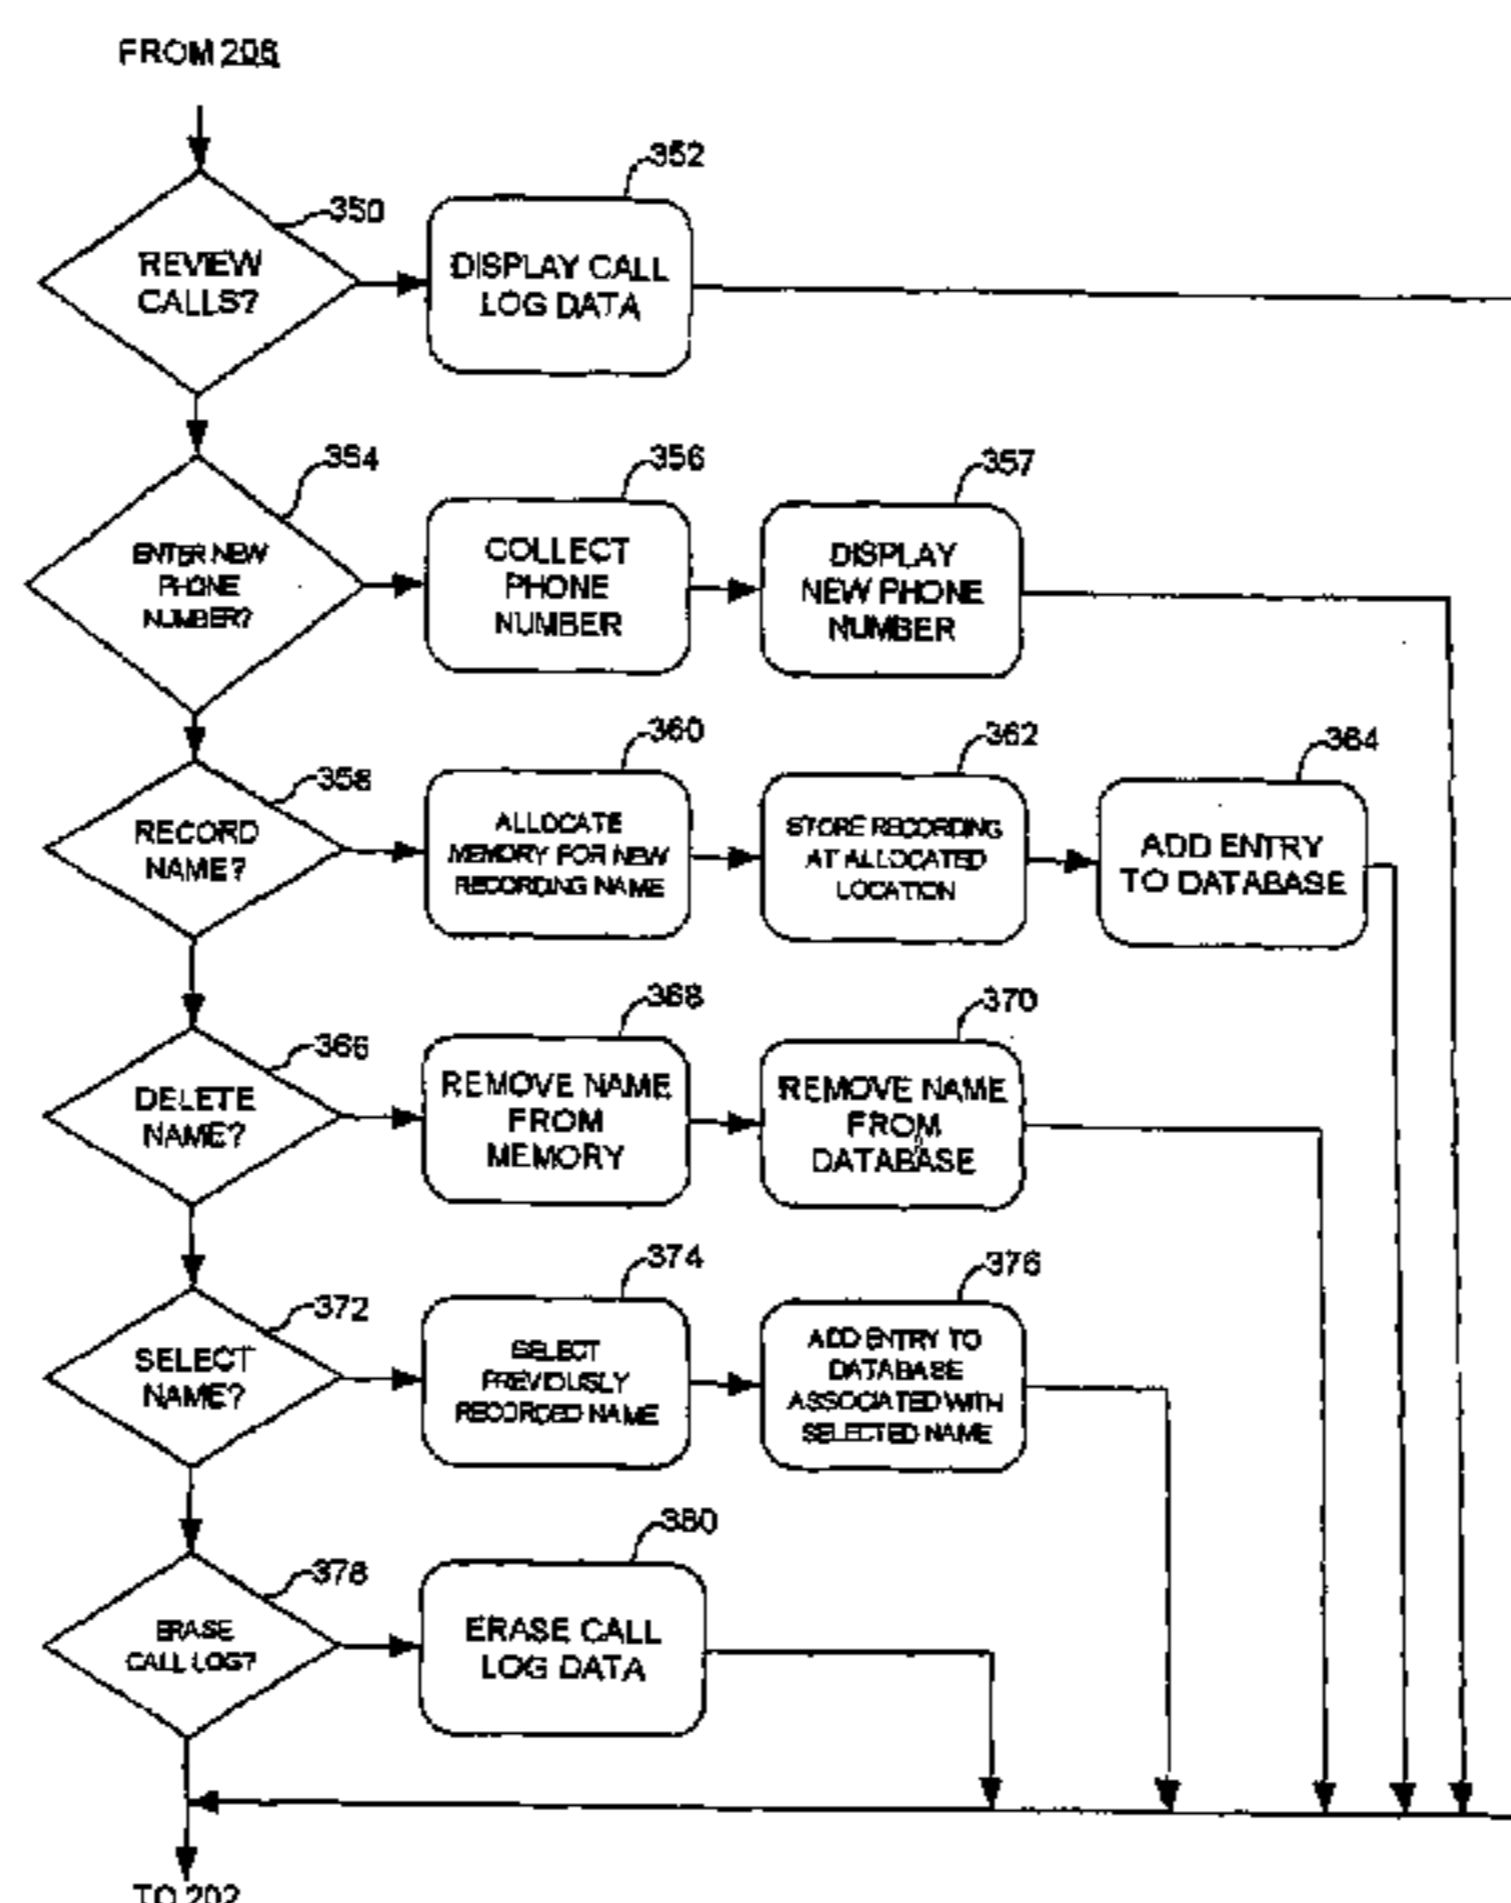 FROM 206
350
REVIEW
CALLS?
352
DISPLAY CALL
LOG DATA
354
ENTER NEW
PHONE
NUMBER?
356
COLLECT
PHONE
NUMBER
357
DISPLAY
NEW PHONE
NUMBER
358
RECORD
NAME?
360
ALLOCATE
MEMORY FOR NEW
RECORDING NAME
362
STORE RECORDING
AT ALLOCATED
LOCATION
364
ADD ENTRY
TO DATABASE
366
DELETE
NAME?
368
REMOVE NAME
FROM
MEMORY
370
REMOVE NAME
FROM
DATABASE
372
SELECT
NAME?
374
SELECT
PREVIOUSLY
RECORDED NAME
376
ADD ENTRY TO
DATABASE
ASSOCIATED WITH
SELECTED NAME
378
ERASE
CALL LOG?
380
ERASE CALL
LOG DATA
TO 202